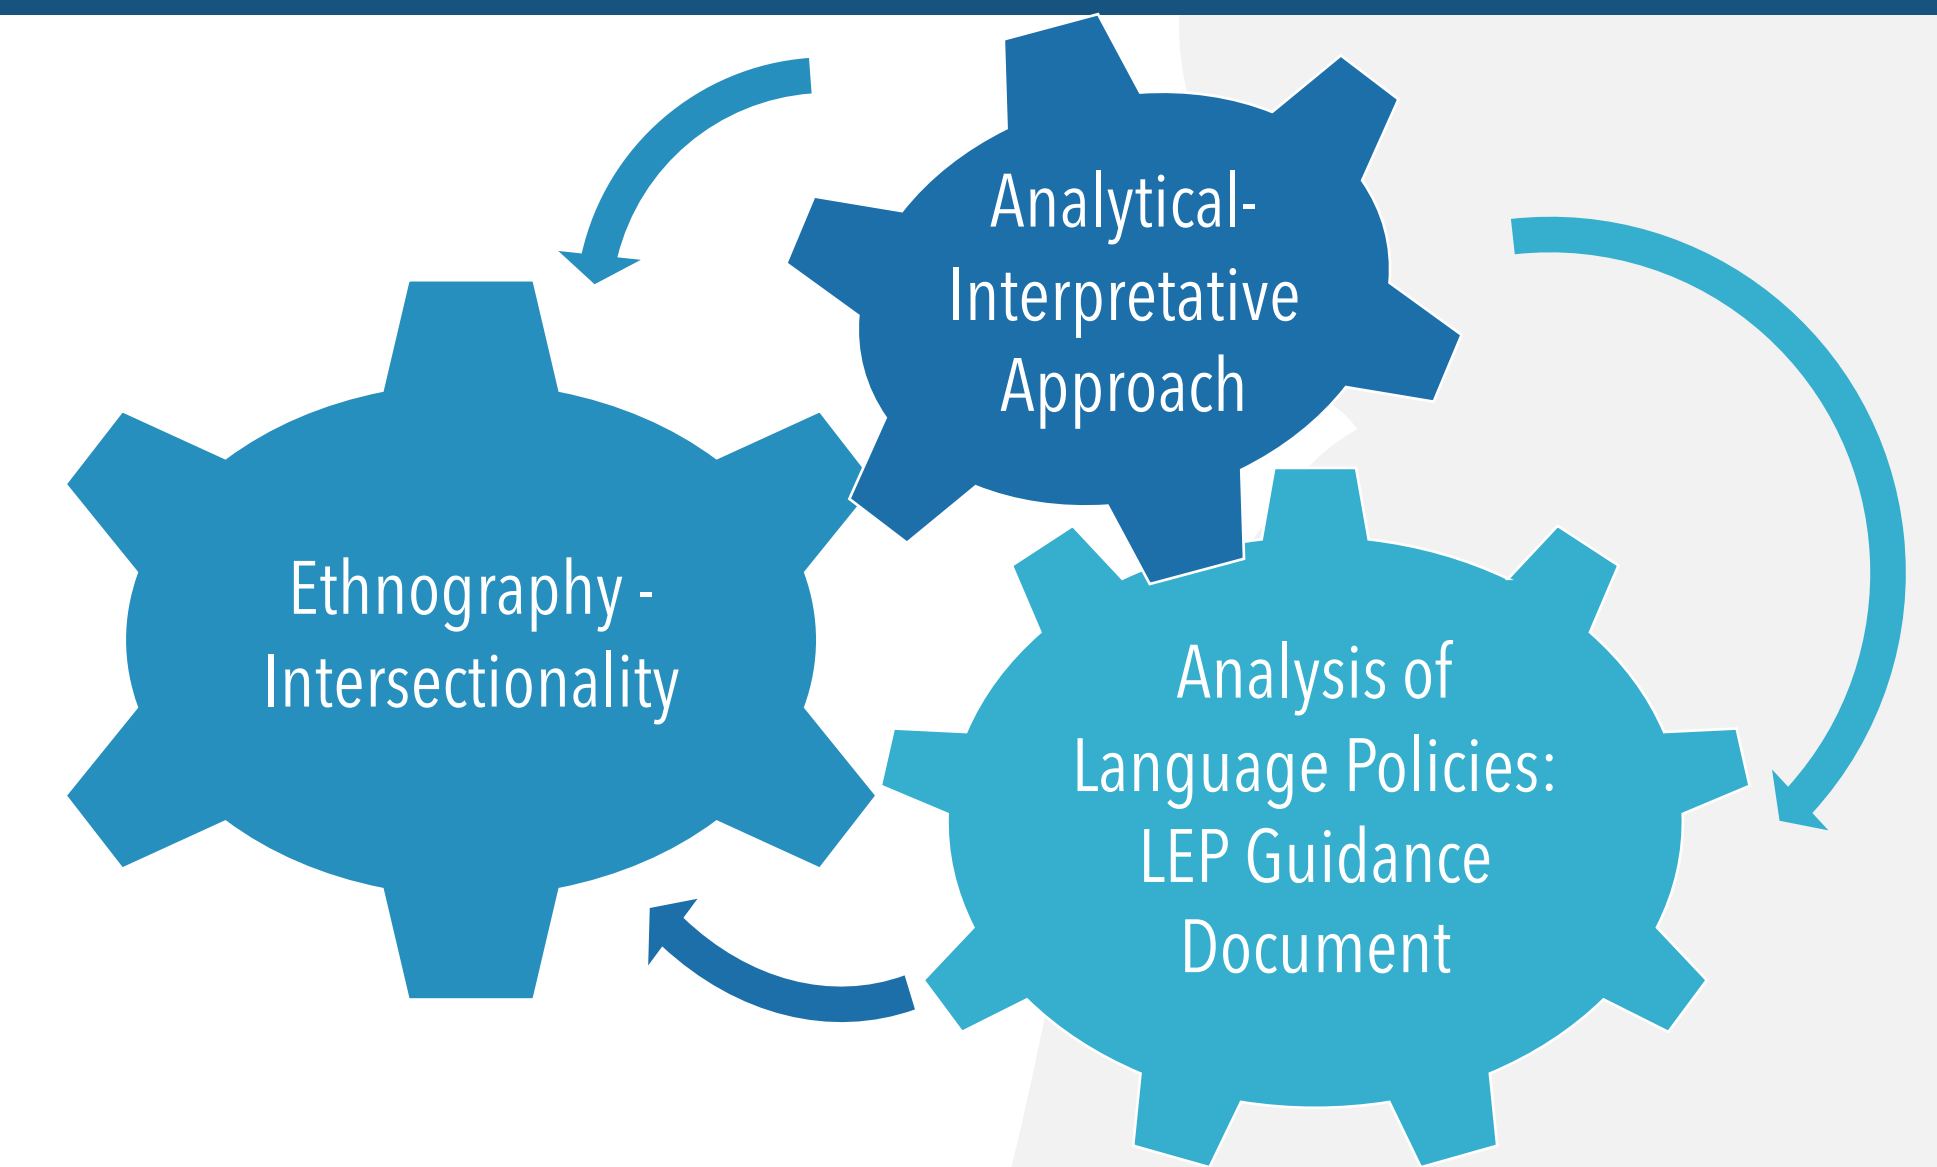 Analytical-
Interpretative
Approach
Ethnography -
Intersectionality
Analysis of
Language Policies:
LEP Guidance
Document